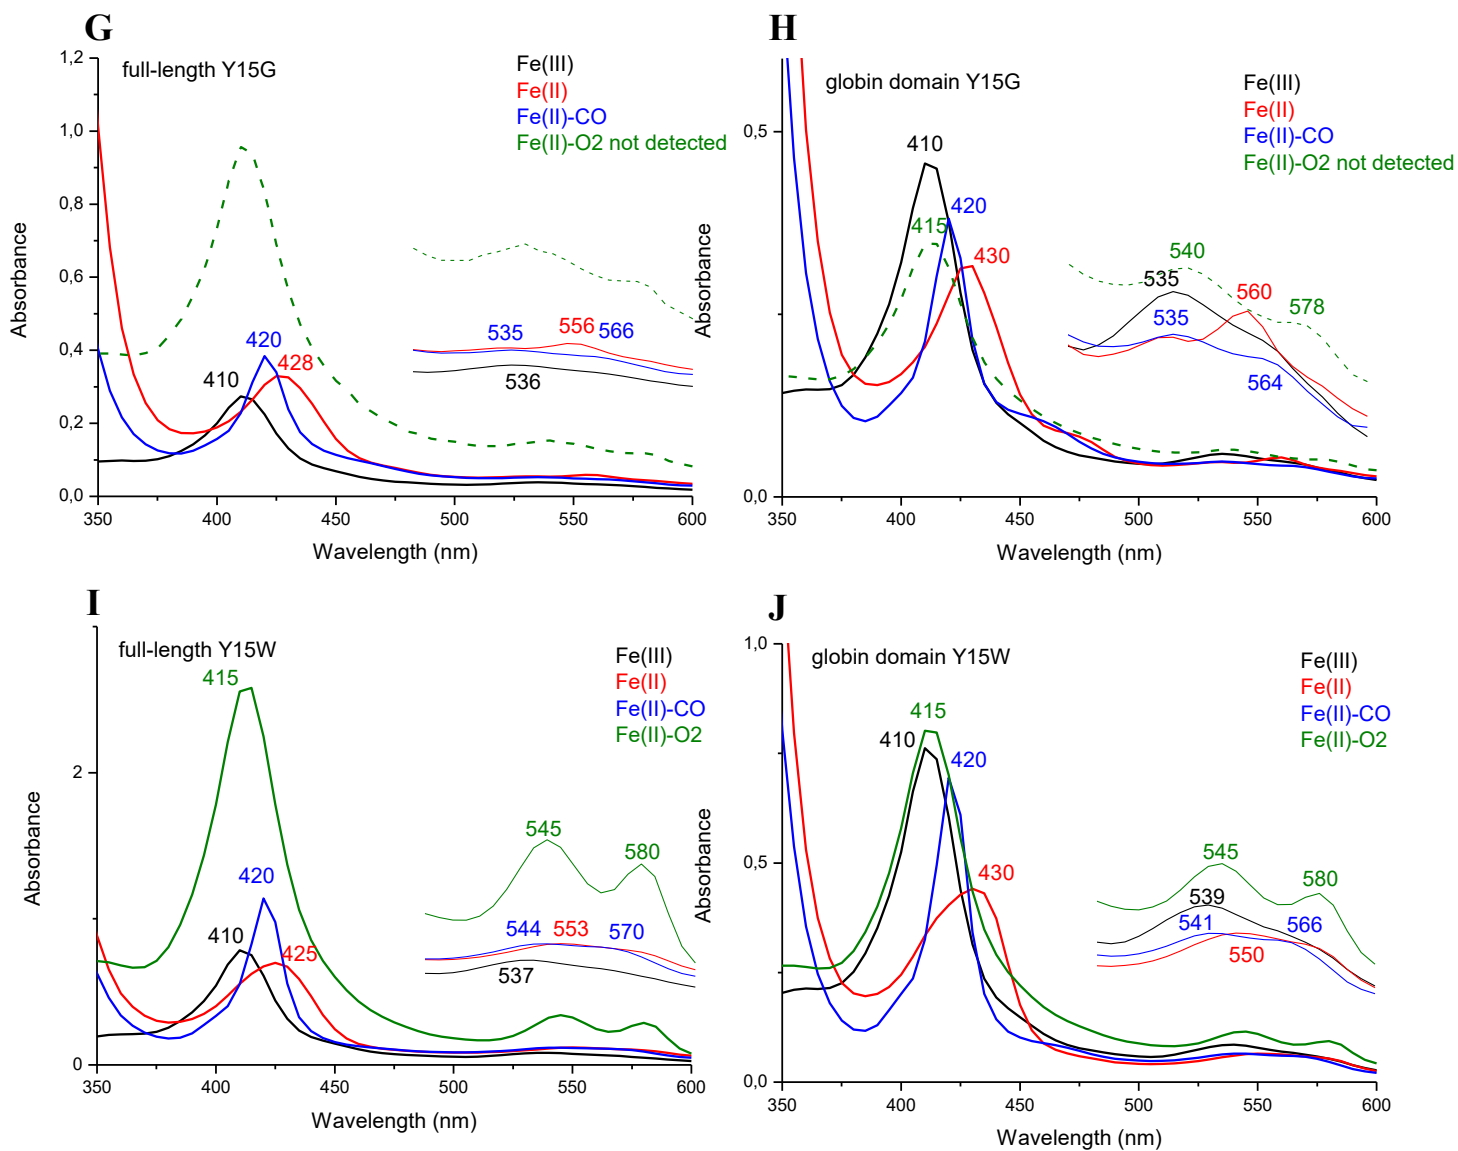 G
full-length Y15G
Fe(III)
Fe(II)
Fe(II)-CO
Fe(II)-O2 not detected
1,2
1,0
0,8
0,6
0,4
0,2
0,0
Absorbance
410
420
428
535
556
566
536
350
400
450
500
550
600
Wavelength (nm)
H
globin domain Y15G
Fe(III)
Fe(II)
Fe(II)-CO
Fe(II)-O2 not detected
0,5
0,0
Absorbance
410
420
415
430
540
535
560
578
535
564
350
400
450
500
550
600
Wavelength (nm)
I
full-length Y15W
Fe(III)
Fe(II)
Fe(II)-CO
Fe(II)-O2
2
0
Absorbance
415
420
410
425
545
580
544
553
570
537
350
400
450
500
550
600
Wavelength (nm)
J
globin domain Y15W
Fe(III)
Fe(II)
Fe(II)-CO
Fe(II)-O2
1,0
0,5
0,0
Absorbance
415
410
420
430
545
580
539
541
566
550
350
400
450
500
550
600
Wavelength (nm)